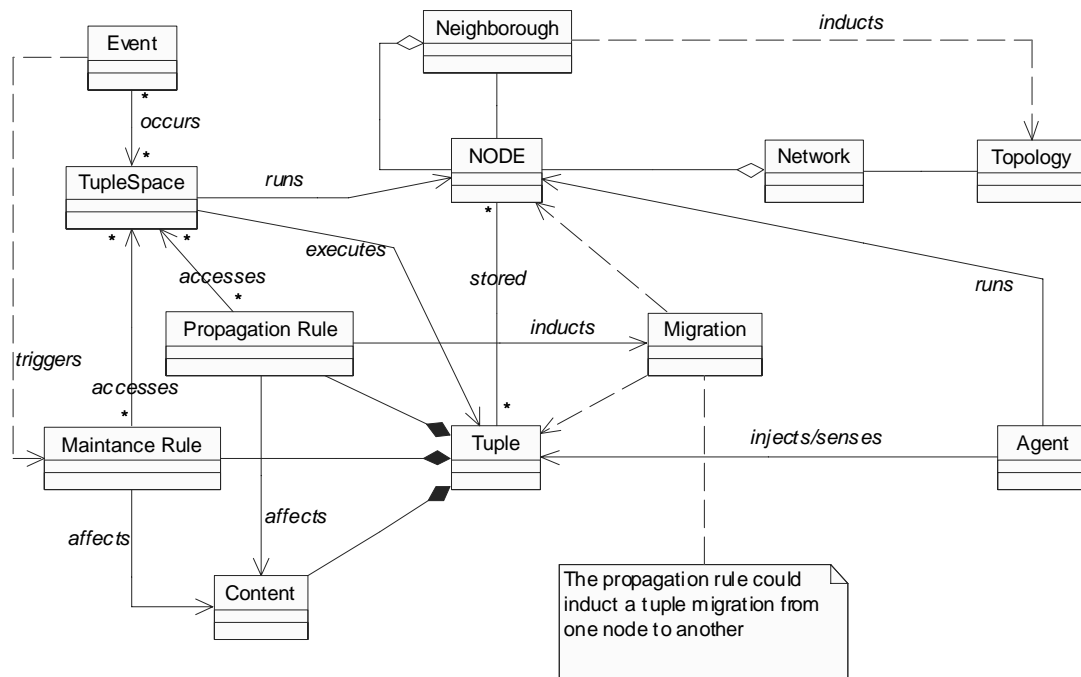 inducts
Event
Neighborough
*
occurs
*
NODE
Network
Topology
TupleSpace
runs
*
*
*
executes
accesses
stored
*
runs
Propagation Rule
inducts
Migration
triggers
accesses
*
*
Maintance Rule
Tuple
injects/senses
Agent
affects
affects
Content
The propagation rule could
induct a tuple migration from
one node to another